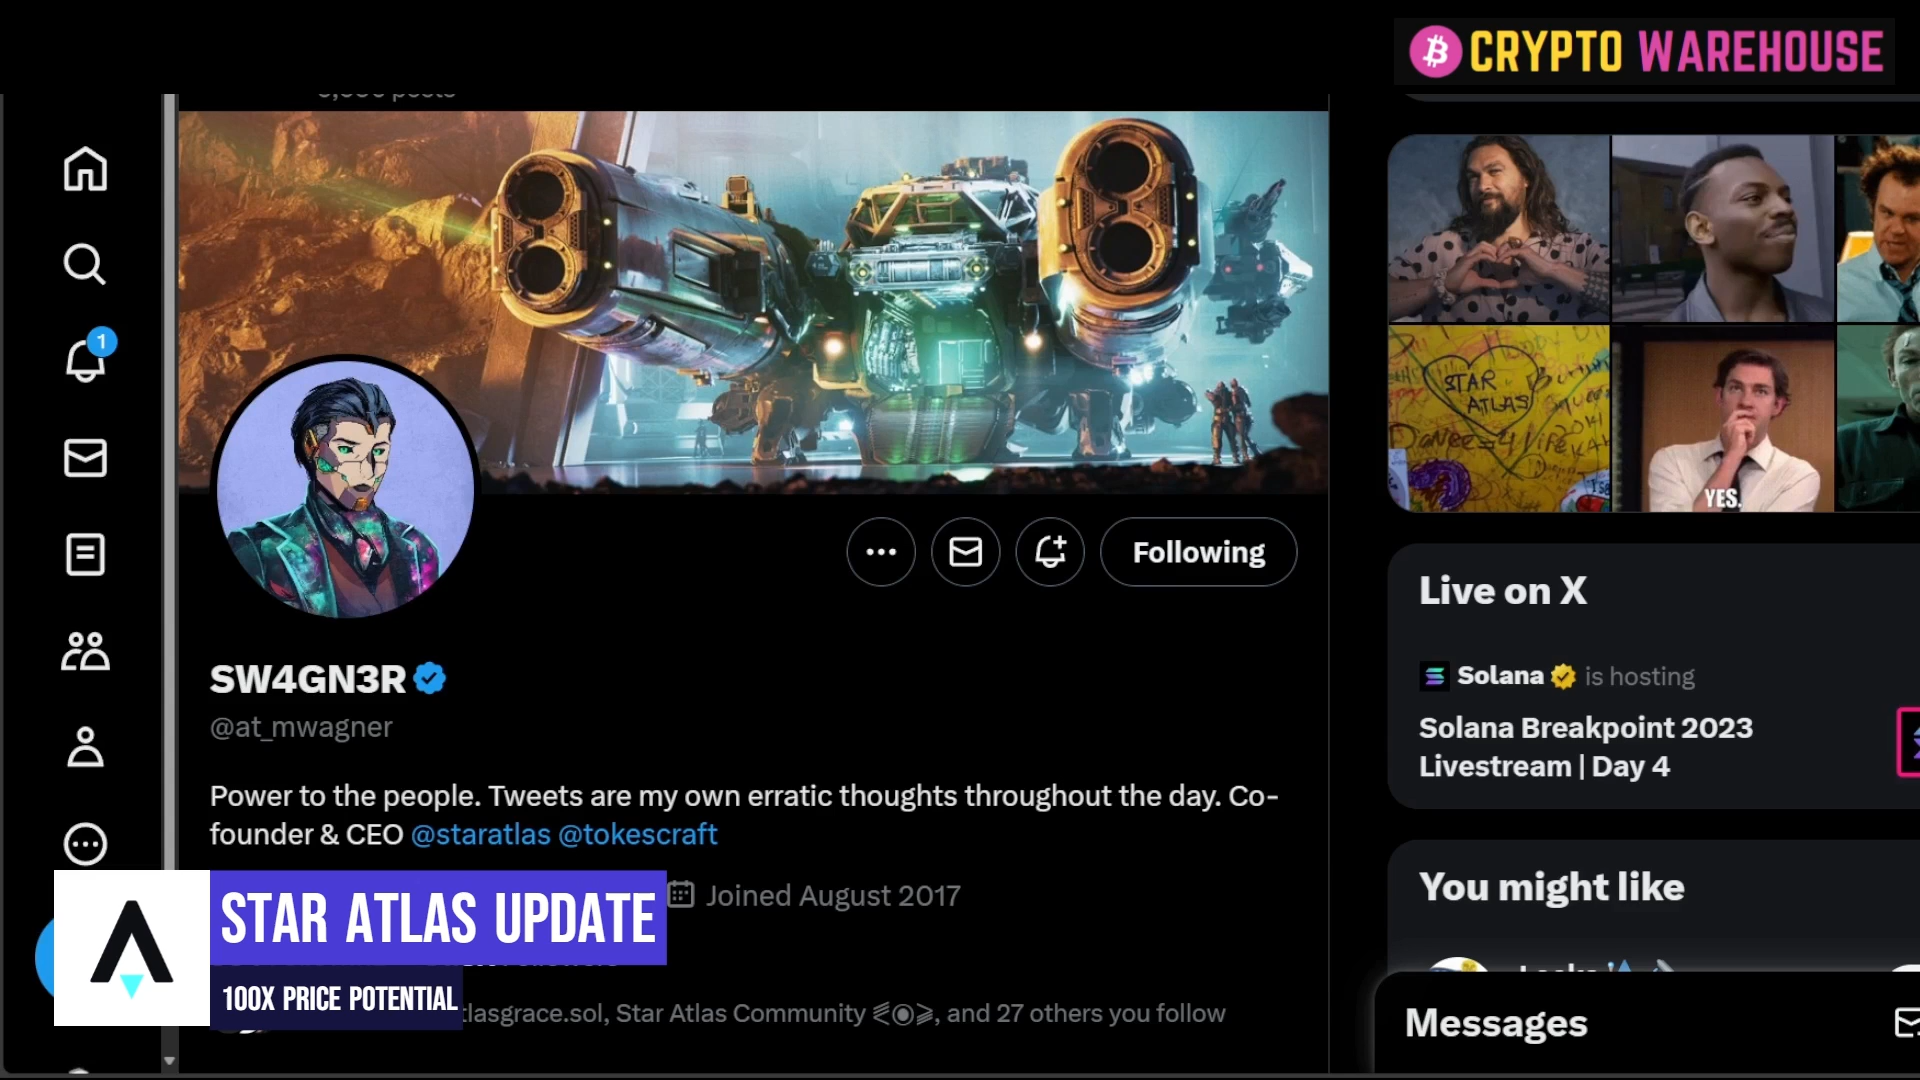 CRYPTO WAREHOUSE
posts
1
STAR
ATLAS
YES.
Following
SW4GN3R
@at_mwagner
Power to the people. Tweets are my own erratic thoughts throughout the day. Co-
founder & CEO @staratlas @tokescraft
Joined August 2017
STAR ATLAS UPDATE
100X PRICE POTENTIAL
tlasgrace.sol, Star Atlas Community, and 27 others you follow
Live on X
Solana is hosting
Solana Breakpoint 2023
Livestream | Day 4
You might like
Messages